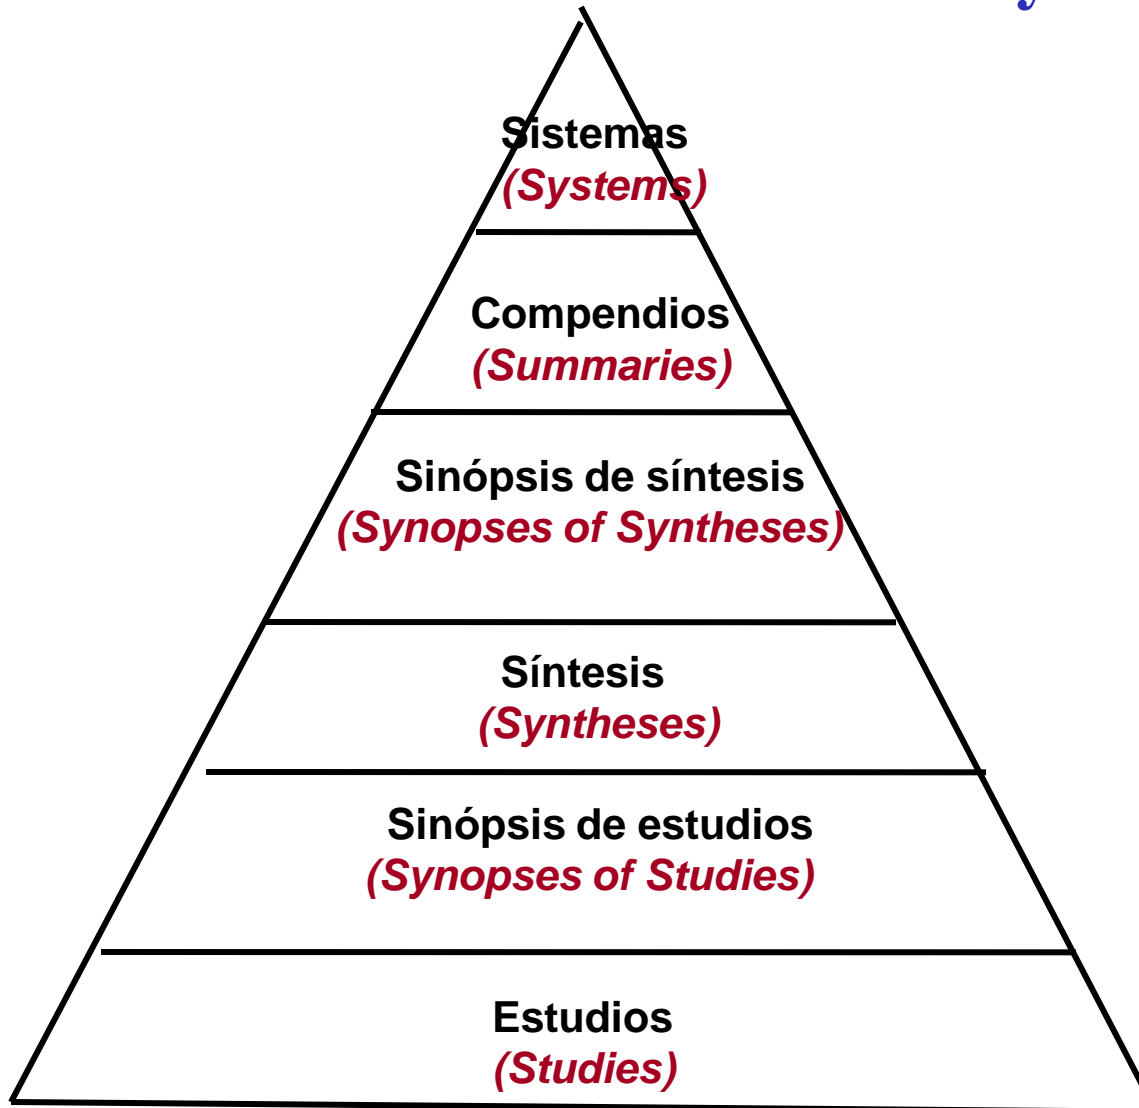 Sistemas
(Systems)
Compendios
(Summaries)
Sinópsis de síntesis
(Synopses of Syntheses)
Síntesis
(Syntheses)
Sinópsis de estudios
(Synopses of Studies)
Estudios
(Studies)